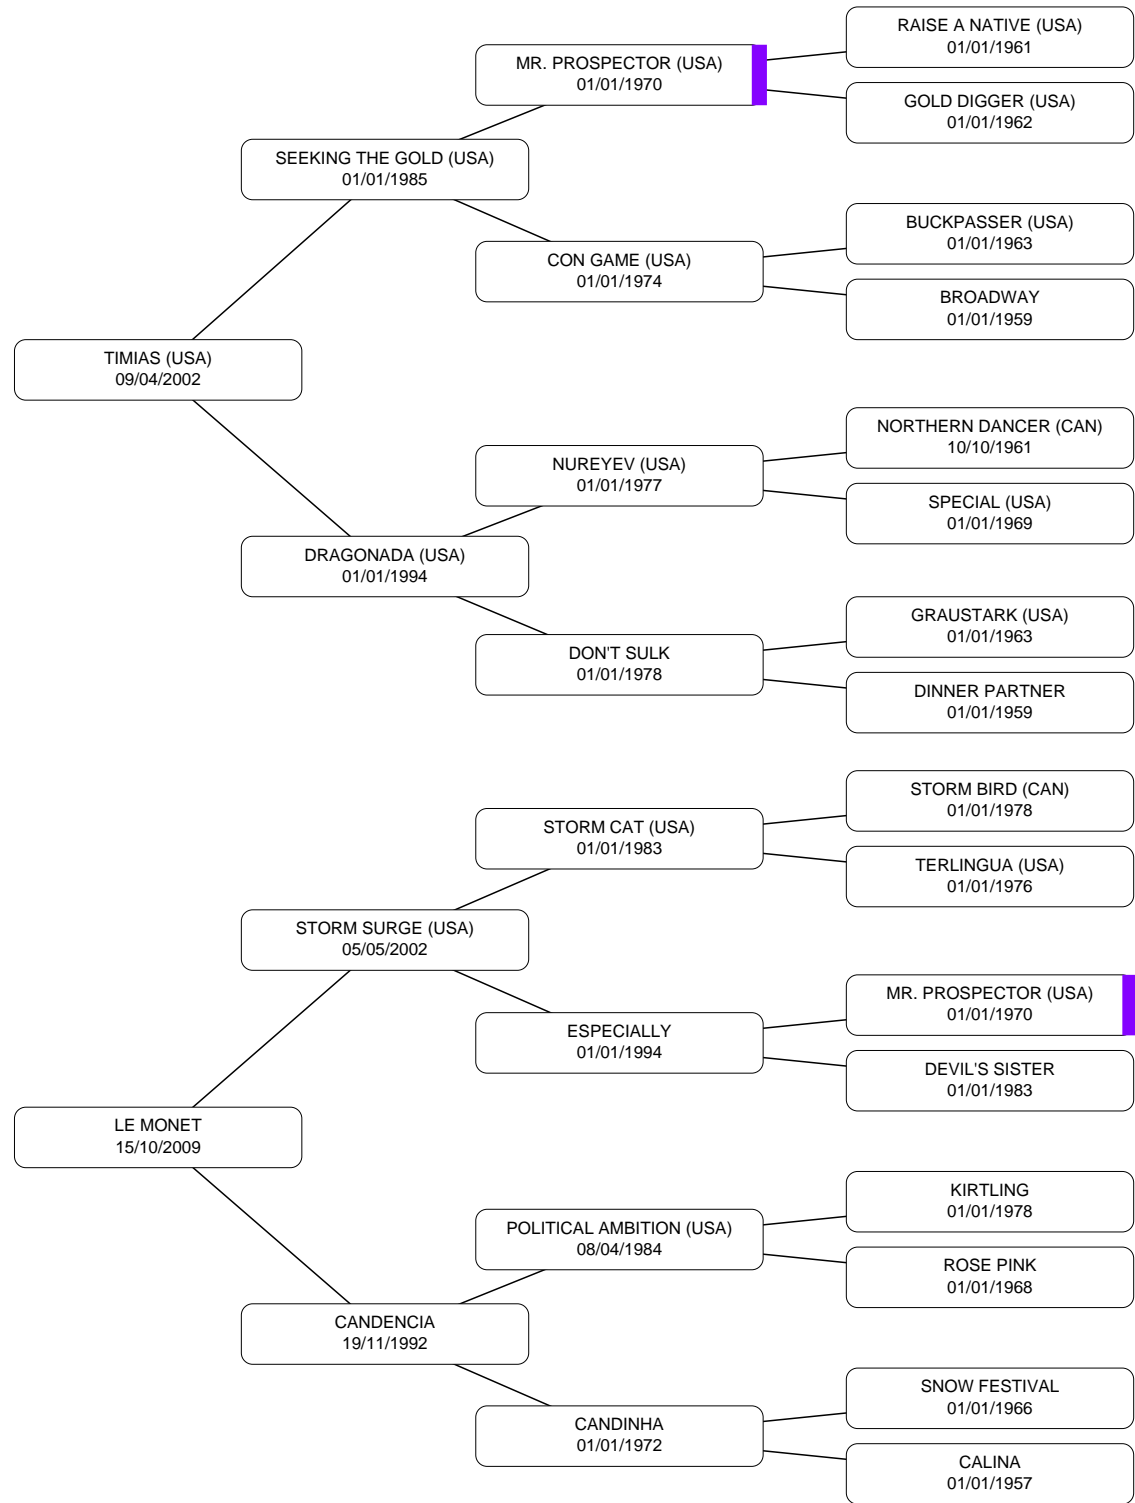 RAISE A NATIVE (USA)
01/01/1961
MR. PROSPECTOR (USA)
01/01/1970
GOLD DIGGER (USA)
01/01/1962
SEEKING THE GOLD (USA)
01/01/1985
BUCKPASSER (USA)
01/01/1963
CON GAME (USA)
01/01/1974
BROADWAY
01/01/1959
TIMIAS (USA)
09/04/2002
NORTHERN DANCER (CAN)
10/10/1961
NUREYEV (USA)
01/01/1977
SPECIAL (USA)
01/01/1969
DRAGONADA (USA)
01/01/1994
GRAUSTARK (USA)
01/01/1963
DON'T SULK
01/01/1978
DINNER PARTNER
01/01/1959
STORM BIRD (CAN)
01/01/1978
STORM CAT (USA)
01/01/1983
TERLINGUA (USA)
01/01/1976
STORM SURGE (USA)
05/05/2002
MR. PROSPECTOR (USA)
01/01/1970
ESPECIALLY
01/01/1994
DEVIL'S SISTER
01/01/1983
LE MONET
15/10/2009
KIRTLING
01/01/1978
POLITICAL AMBITION (USA)
08/04/1984
ROSE PINK
01/01/1968
CANDENCIA
19/11/1992
SNOW FESTIVAL
01/01/1966
CANDINHA
01/01/1972
CALINA
01/01/1957